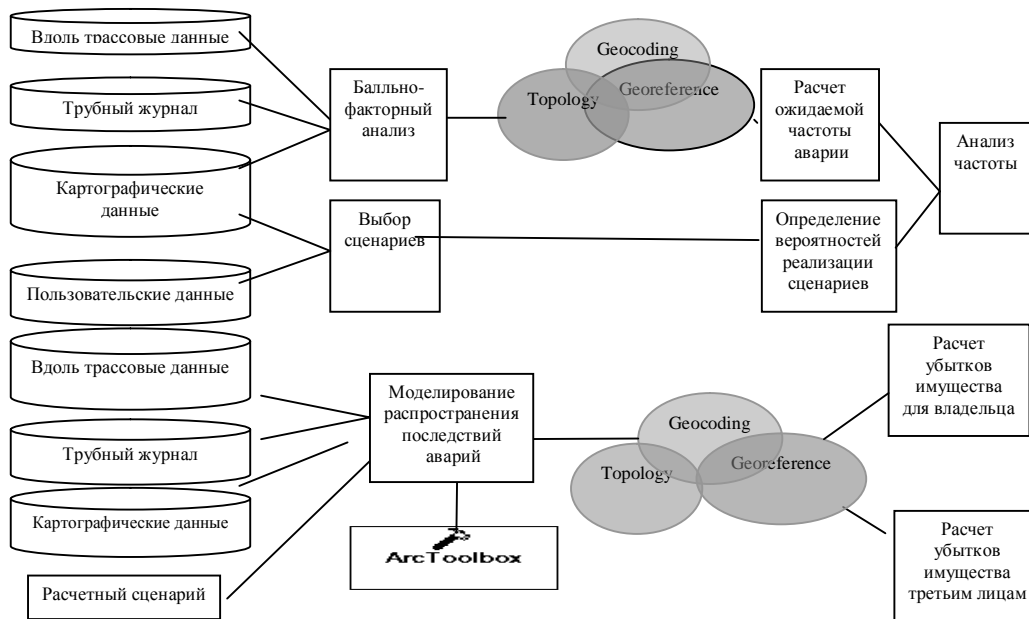 Вдоль трассовые данные
Трубный журнал
Картографические
данные
Пользовательские данные
Балльно-
факторный
анализ
Выбор
сценариев
Geocoding
Topology
Georeference
Расчет
ожидаемой
частоты
аварии
Определение
вероятностей
реализации
сценариев
Анализ
частоты
Вдоль трассовые данные
Трубный журнал
Картографические данные
Расчетный сценарий
Моделирование
распространения
последствий
аварий
ArcToolbox
Geocoding
Topology
Georeference
Расчет
убытков
имущества
для владельца
Расчет
убытков
имущества
третьим лицам